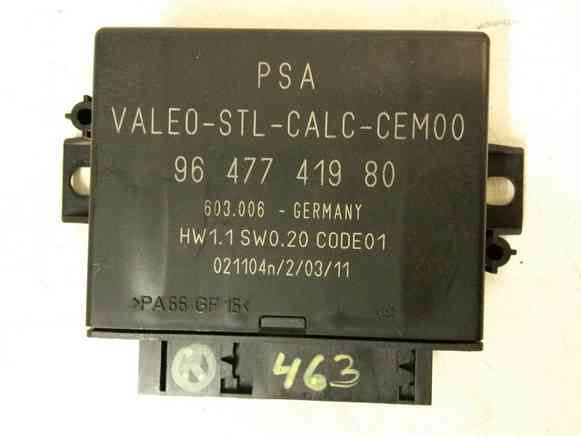 PSA
VALEO-STL-CALC-CEM00
96 477 419 80
603.006 - GERMANY
HW1.1 SW0.20 CODE01
021104n/2/03/11
>PA66 GF15<
K
463